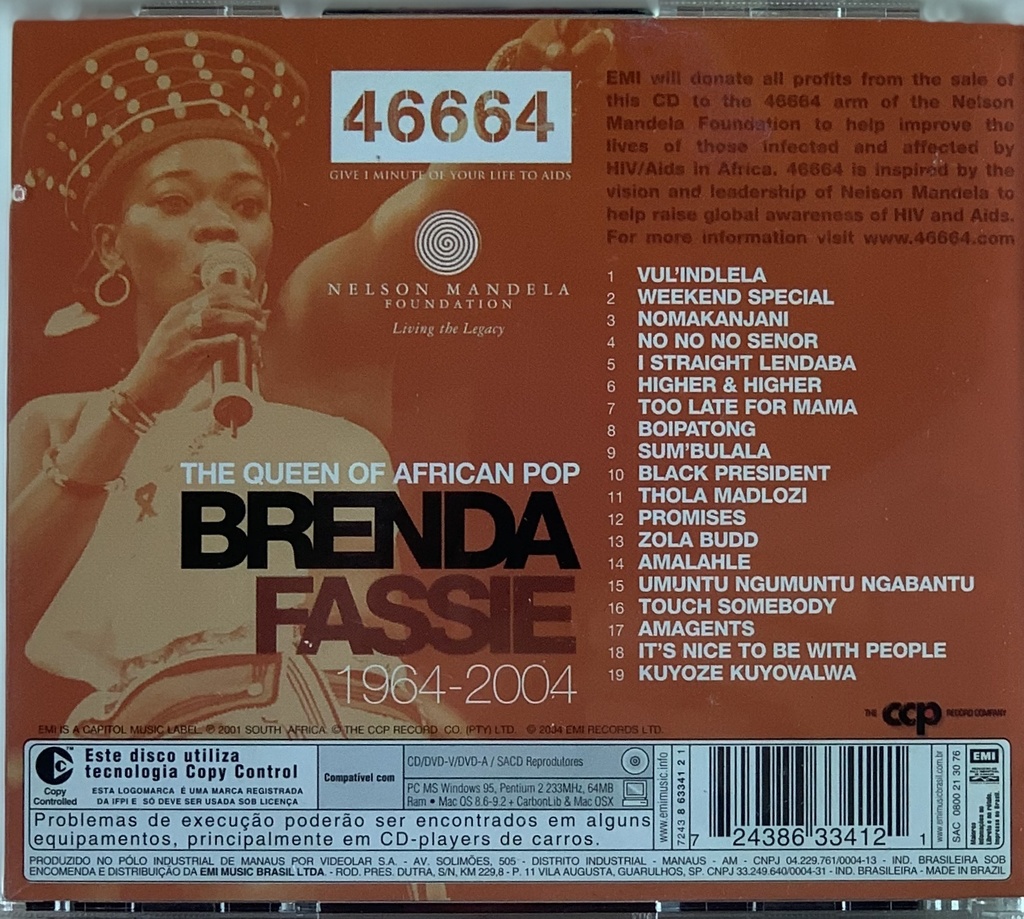 46664
GIVE 1 MINUTE OF YOUR LIFE TO AIDS
NELSON MANDELA
FOUNDATION
Living the Legacy
EMI will donate all profits from the sale of
this CD to the 46664 arm of the Nelson
Mandela Foundation to help improve the
lives of those infected and affected by
HIV/Aids in Africa. 46664 is inspired by the
vision and leadership of Nelson Mandela to
help raise global awareness of HIV and Aids.
For more information visit www.46664.com
1 VUL'INDLELA
2 WEEKEND SPECIAL
3 NOMAKANJANI
4 NO NO NO SENOR
5 I STRAIGHT LENDABA
6 HIGHER & HIGHER
7 TOO LATE FOR MAMA
8 BOIPATONG
9 SUM'BULALA
10 BLACK PRESIDENT
11 THOLA MADLOZI
12 PROMISES
13 ZOLA BUDD
14 AMALAHLE
15 UMUNTU NGUMUNTU NGABANTU
16 TOUCH SOMEBODY
17 AMAGENTS
18 IT'S NICE TO BE WITH PEOPLE
19 KUYOZE KUYOVALWA
THE QUEEN OF AFRICAN POP
BRENDA
FASSIE
1964-2004
THE ccp RECORD COMPANY
EMI IS A CAPITOL MUSIC LABEL. ℗ 2001 SOUTH AFRICA. © THE CCP RECORD. CO. (PTY) LTD. © 2004 EMI RECORDS LTD.
Copy
Controlled
Este disco utiliza
tecnologia Copy Control
ESTA LOGOMARCA É UMA MARCA REGISTRADA
DA IFPI E SÓ DEVE SER USADA SOB LICENÇA
Compatível com
CD/DVD-V/DVD-A / SACD Reprodutores
PC MS Windows 95, Pentium 2 233MHz, 64MB
Ram • Mac OS 8.6-9.2 + CarbonLib & Mac OSX
Problemas de execução poderão ser encontrados em alguns
equipamentos, principalmente em CD-players de carros.
www.emimusic.info
7243 8 63341 2 1
7 24386 33412 1
www.emimusicbrasil.com.br
SAC 0800 21 30 76
EMI
PRODUZIDO NO PÓLO INDUSTRIAL DE MANAUS POR VIDEOLAR S.A. - AV. SOLIMÕES, 505 - DISTRITO INDUSTRIAL - MANAUS - AM - CNPJ 04.229.761/0004-13 - IND. BRASILEIRA SOB
ENCOMENDA E DISTRIBUIÇÃO DA EMI MUSIC BRASIL LTDA. - ROD. PRES. DUTRA, S/N, KM 229,8 - P. 11 VILA AUGUSTA, GUARULHOS, SP. CNPJ 33.249.640/0004-31 - IND. BRASILEIRA - MADE IN BRAZIL